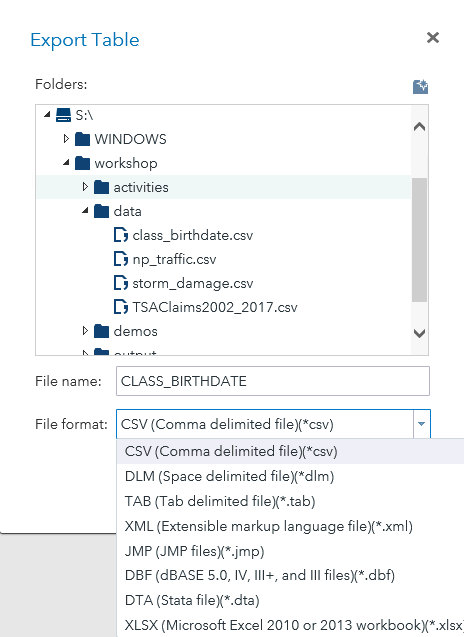 Export Table
Folders:
S:\
WINDOWS
workshop
activities
data
class_birthdate.csv
np_traffic.csv
storm_damage.csv
TSAClaims2002_2017.csv
demos
output
File name: CLASS_BIRTHDATE
File format: CSV (Comma delimited file)(*csv)
CSV (Comma delimited file)(*csv)
DLM (Space delimited file)(*dlm)
TAB (Tab delimited file)(*.tab)
XML (Extensible markup language file)(*.xml)
JMP (JMP files)(*.jmp)
DBF (dBASE 5.0, IV, III+, and III files)(*.dbf)
DTA (Stata file)(*.dta)
XLSX (Microsoft Excel 2010 or 2013 workbook)(*.xlsx